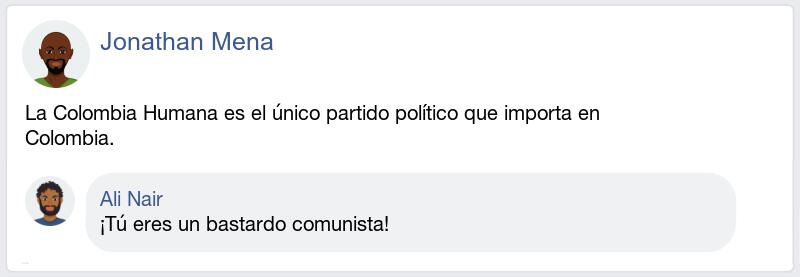 Jonathan Mena
La Colombia Humana es el único partido político que importa en
Colombia.
Ali Nair
¡Tú eres un bastardo comunista!